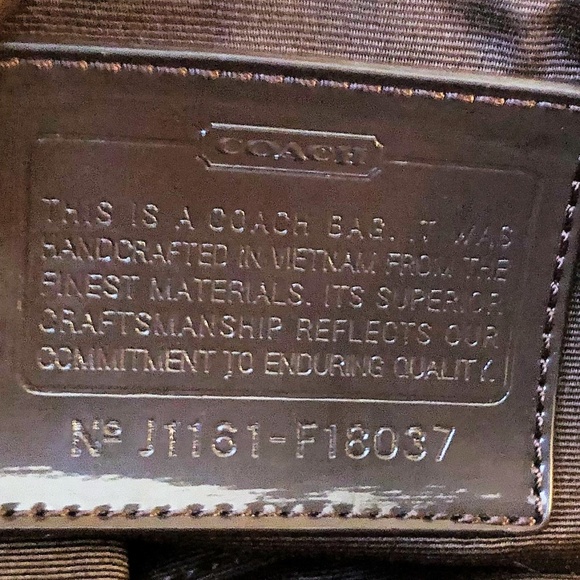 COACH
THIS IS A COACH BAG. IT WAS
HANDCRAFTED IN VIETNAM FROM THE
FINEST MATERIALS. ITS SUPERIOR
CRAFTSMANSHIP REFLECTS OUR
COMMITMENT TO ENDURING QUALITY.
Nº J1161-F18037